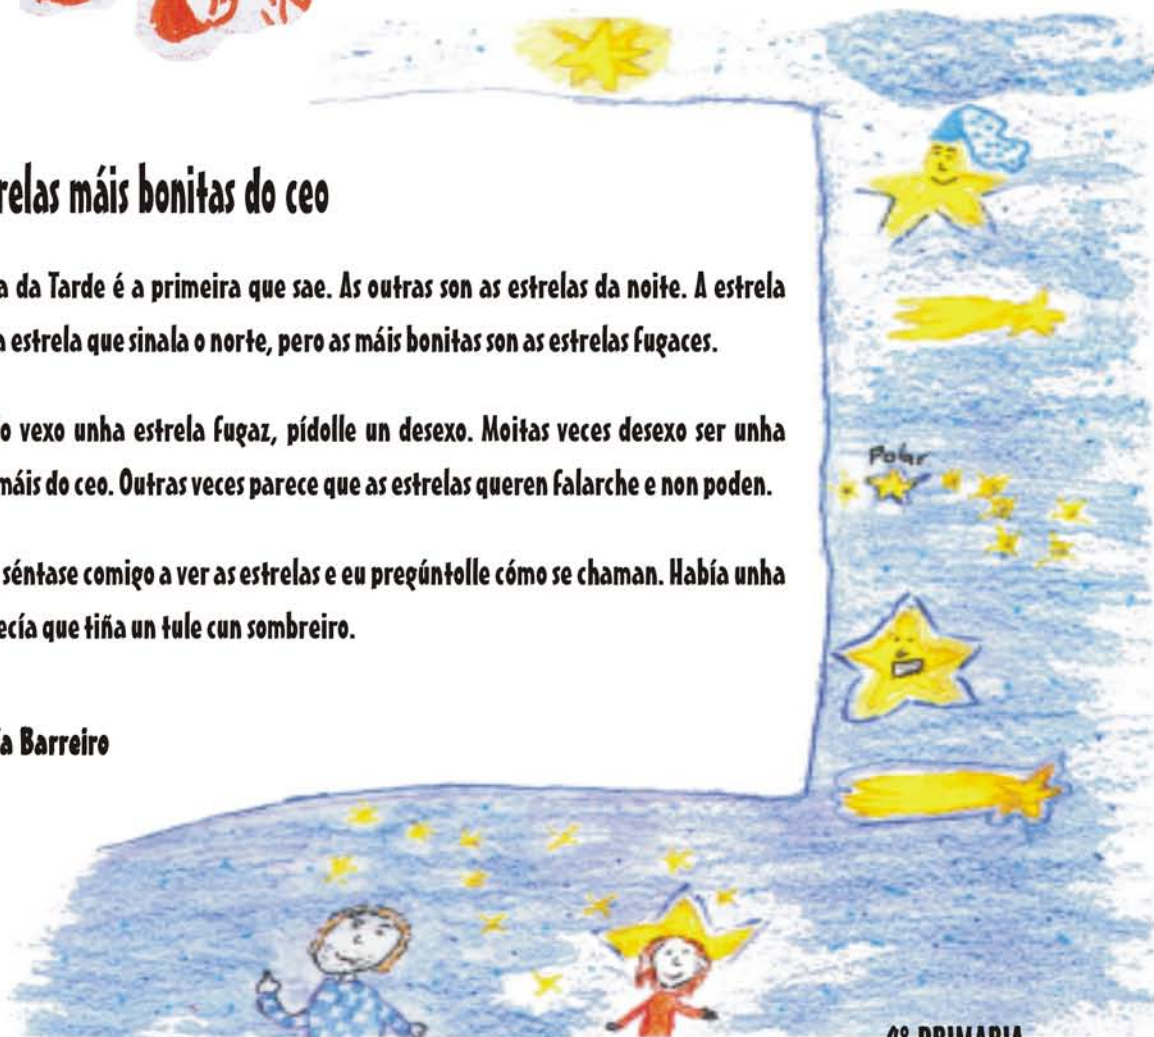 relas máis bonitas do ceo
a da Tarde é a primeira que sae. As outras son as estrelas da noite. A estrela
a estrela que sinala o norte, pero as máis bonitas son as estrelas fugaces.
o vexo unha estrela fugaz, pídolle un desexo. Moitas veces desexo ser unha
máis do ceo. Outras veces parece que as estrelas queren falarche e non poden.
séntase comigo a ver as estrelas e eu pregúntolle cómo se chaman. Había unha
ecía que tiña un tule cun sombreiro.
ía Barreiro
Polar
4º PRIMARIA